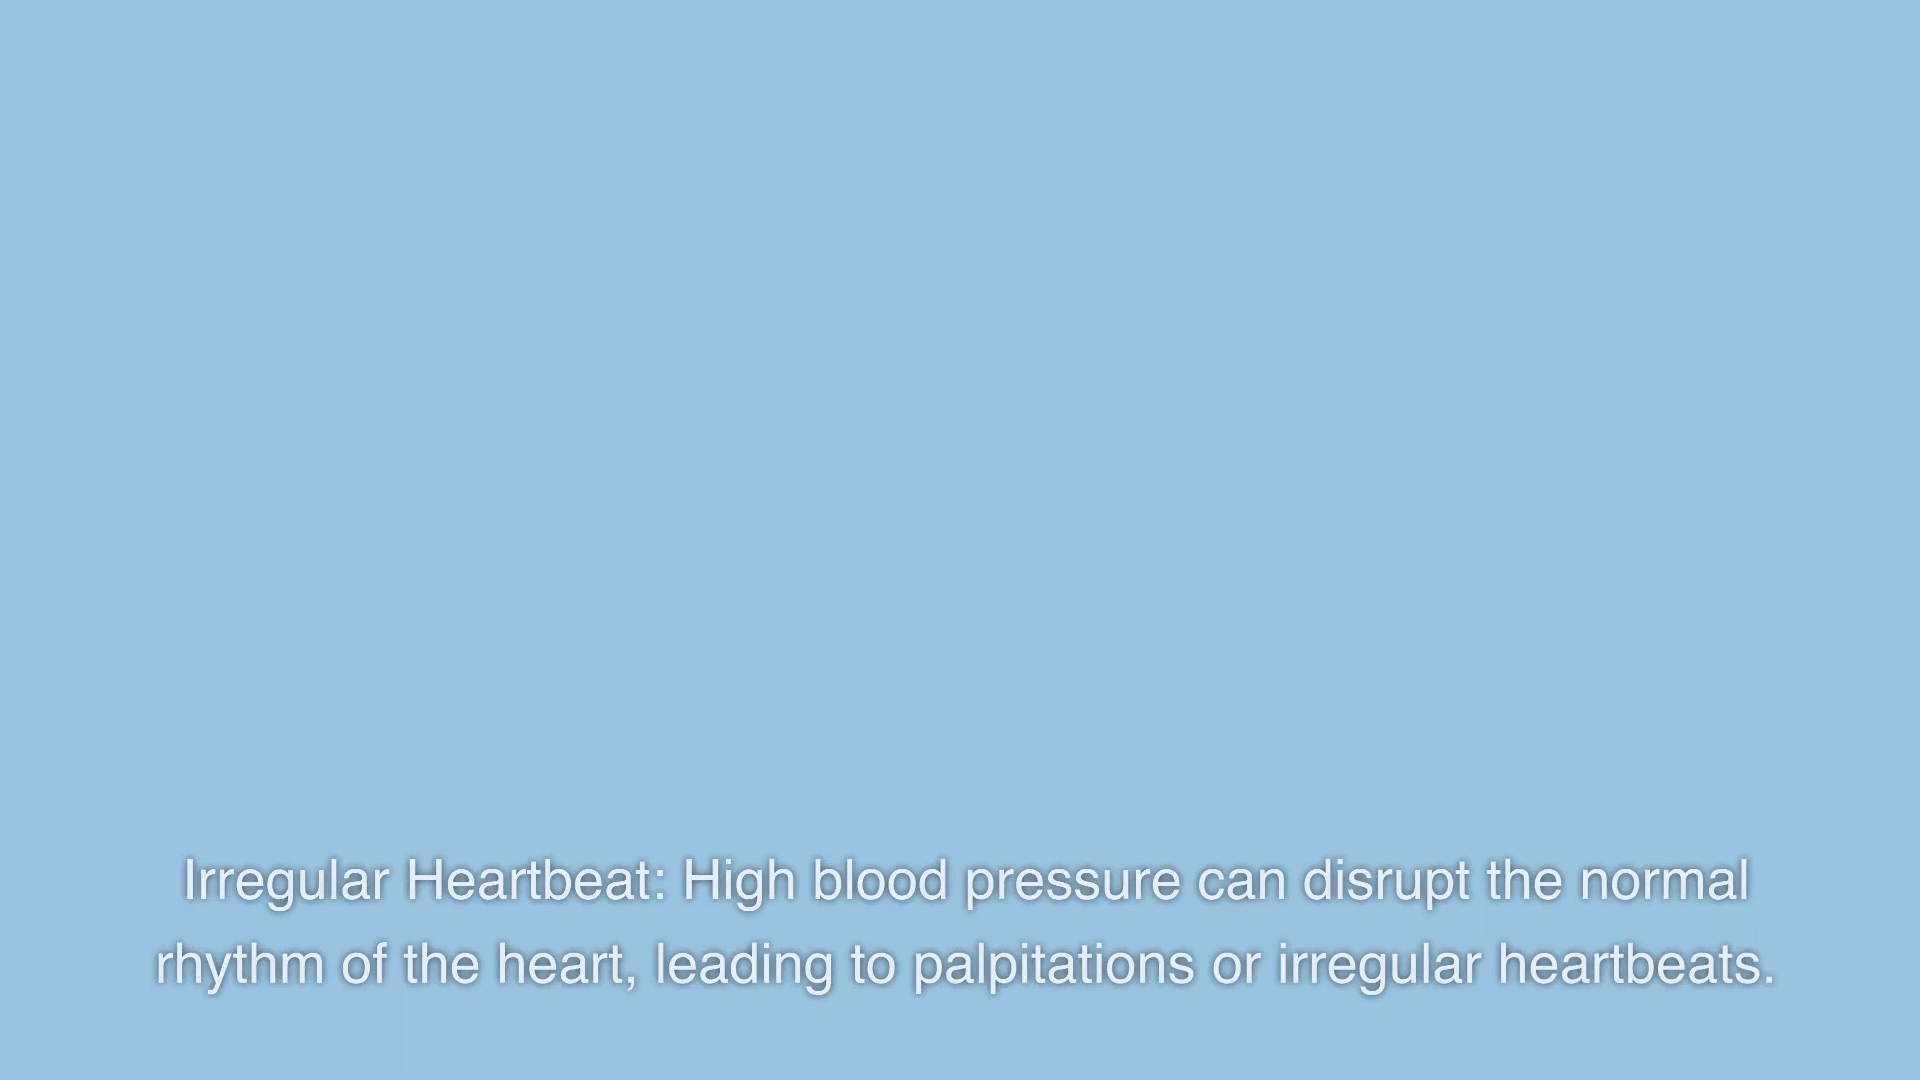 Irregular Heartbeat: High blood pressure can disrupt the normal
rhythm of the heart, leading to palpitations or irregular heartbeats.